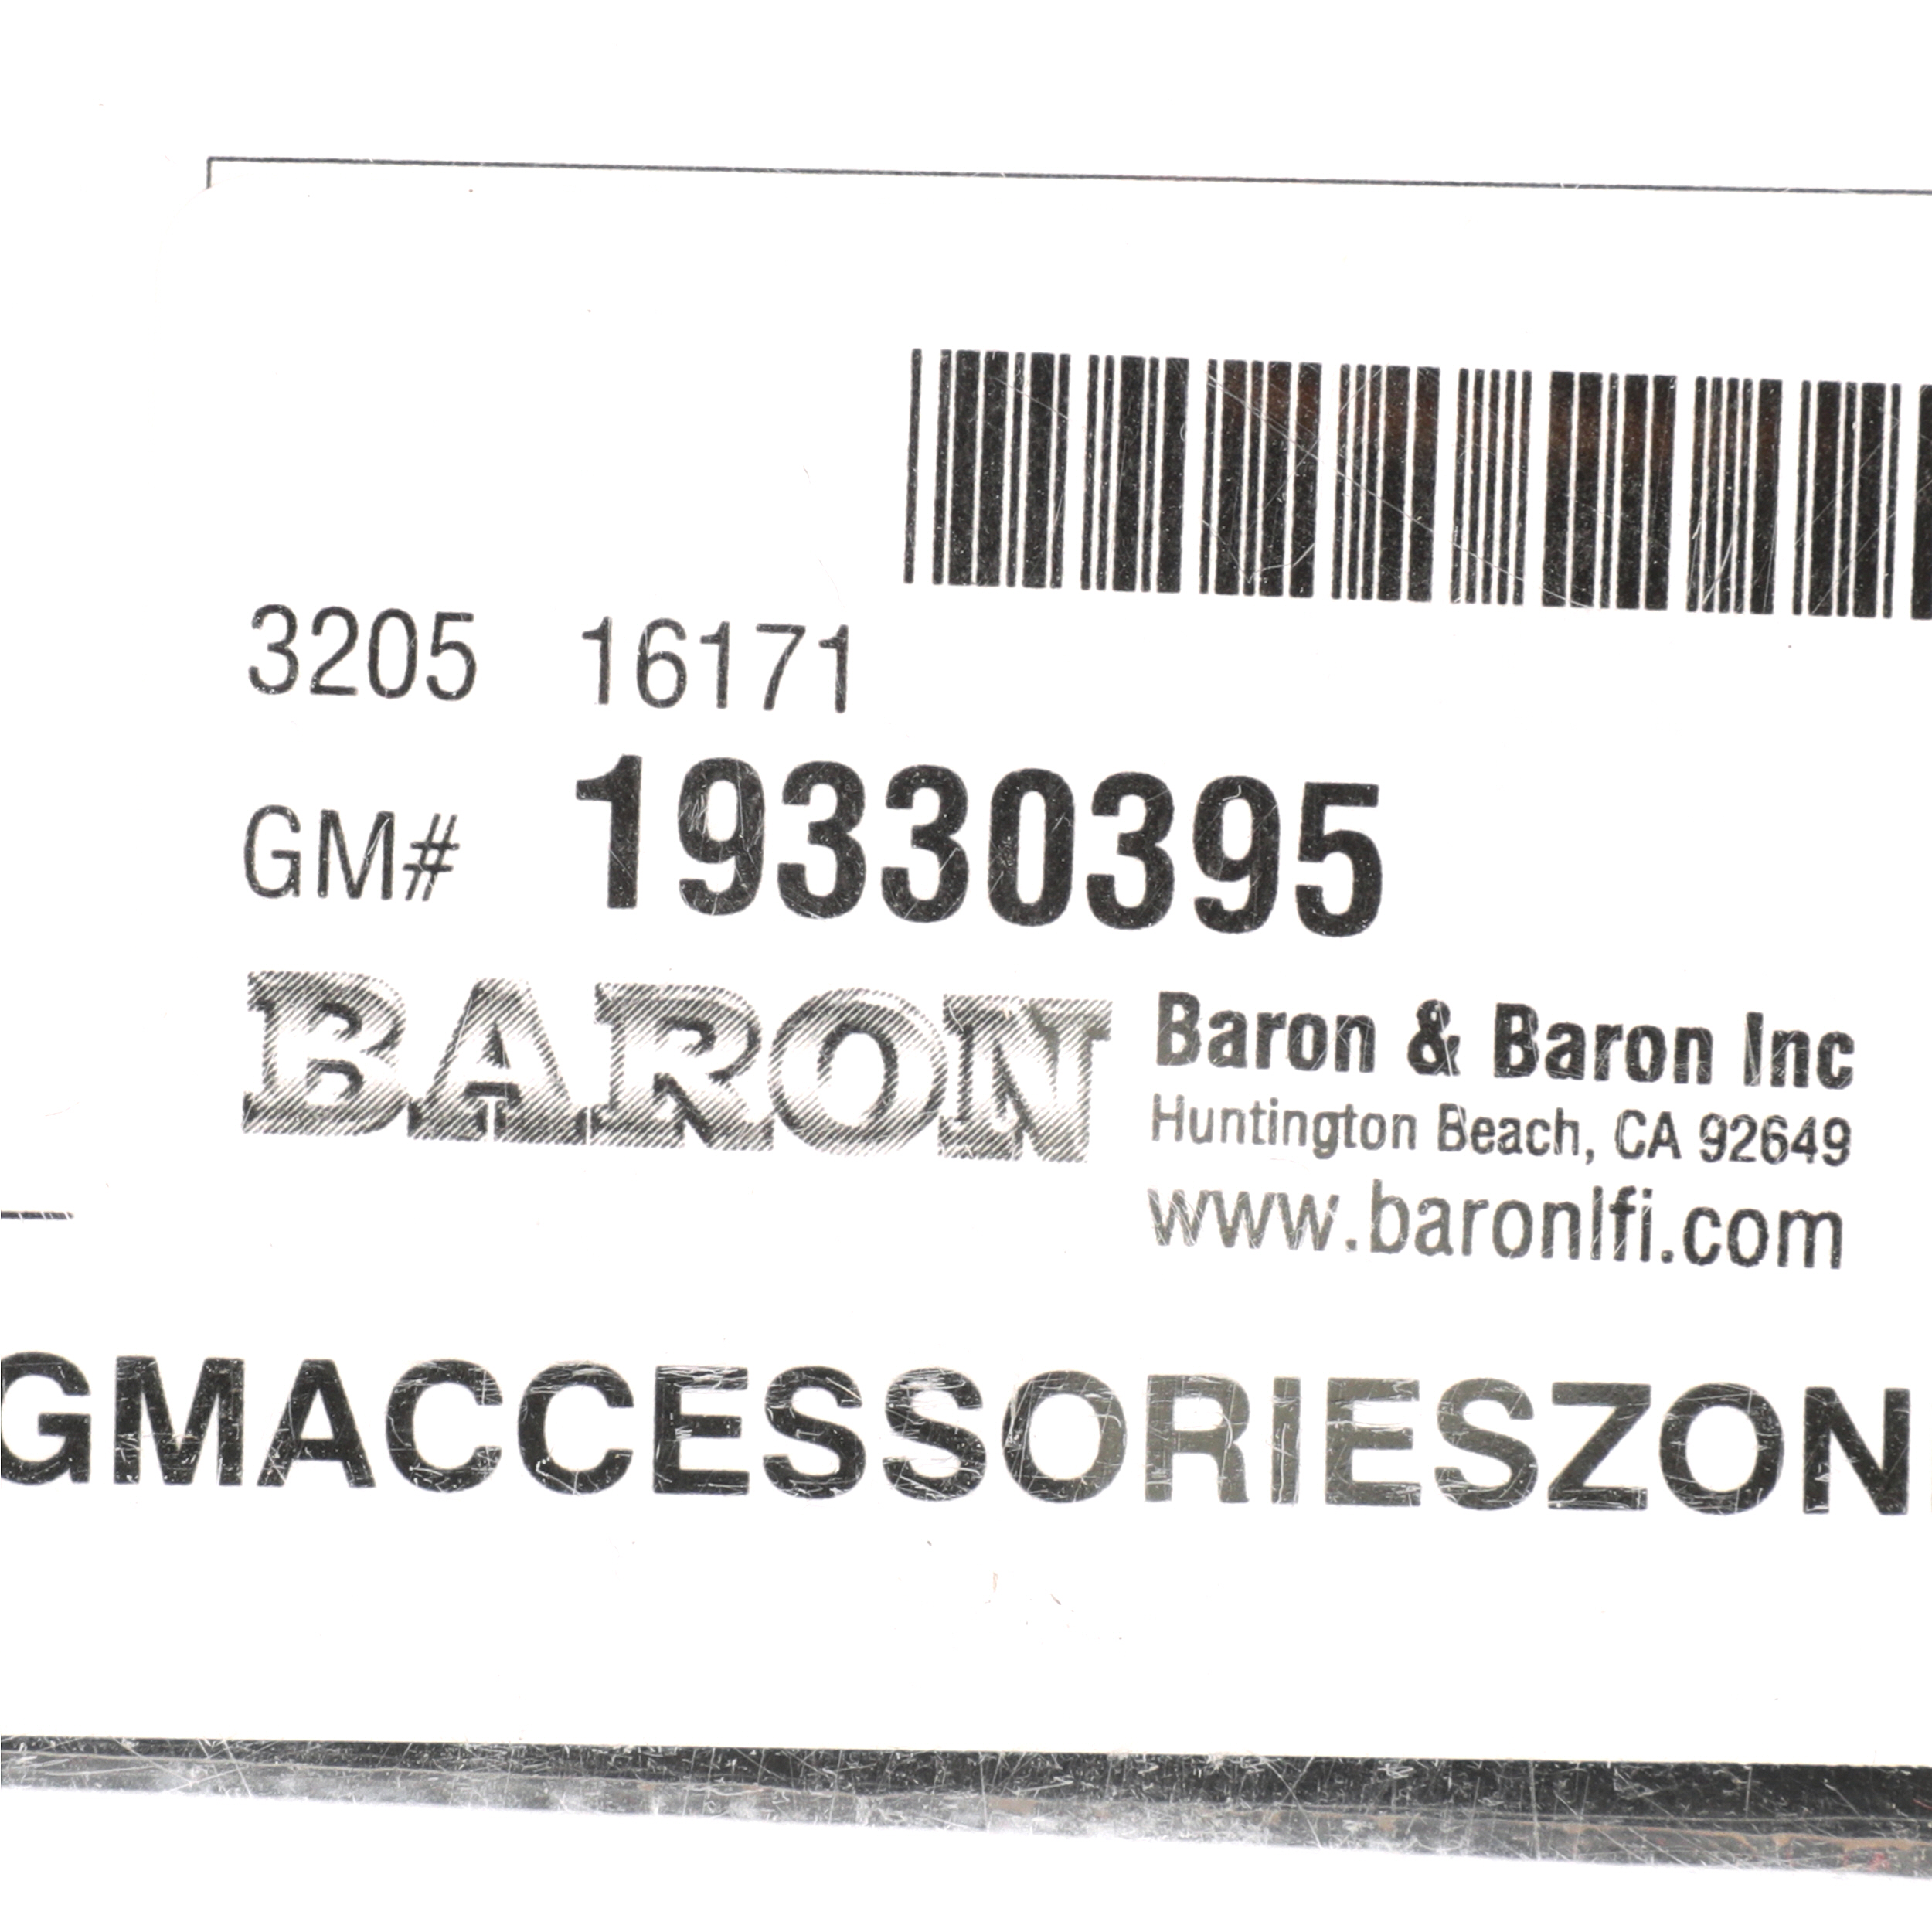 3205 16171
GM# 19330395
BARON
Baron & Baron Inc
Huntington Beach, CA 92649
www.baronlfi.com
GMACCESSORIESZON